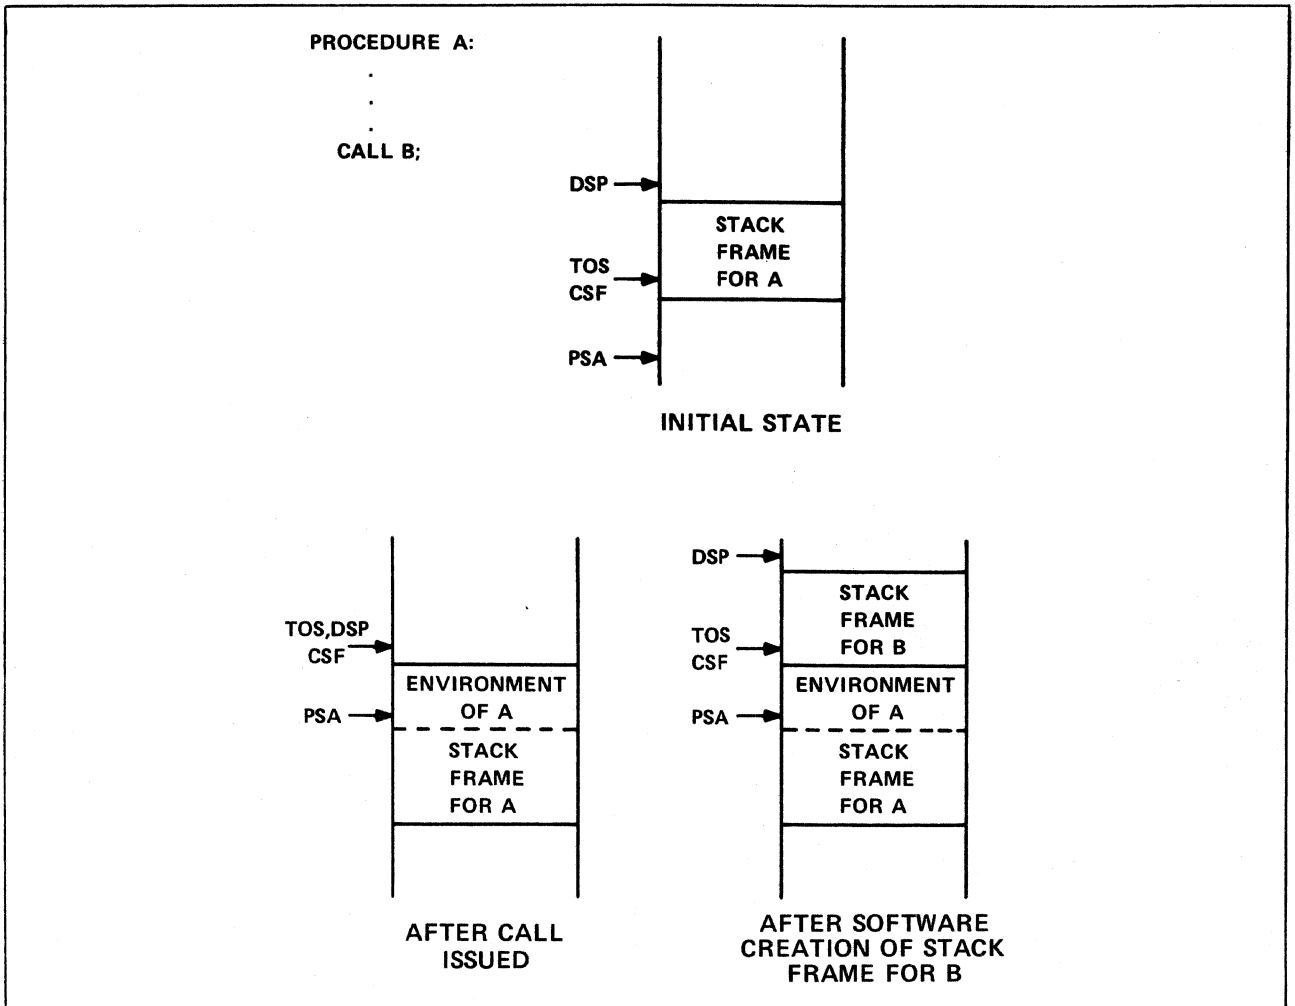 PROCEDURE A:
.
.
.
CALL B;
DSP
STACK
FRAME
FOR A
TOS
CSF
PSA
INITIAL STATE
TOS,DSP
CSF
ENVIRONMENT
OF A
PSA
STACK
FRAME
FOR A
AFTER CALL
ISSUED
DSP
STACK
FRAME
FOR B
TOS
CSF
ENVIRONMENT
OF A
PSA
STACK
FRAME
FOR A
AFTER SOFTWARE
CREATION OF STACK
FRAME FOR B